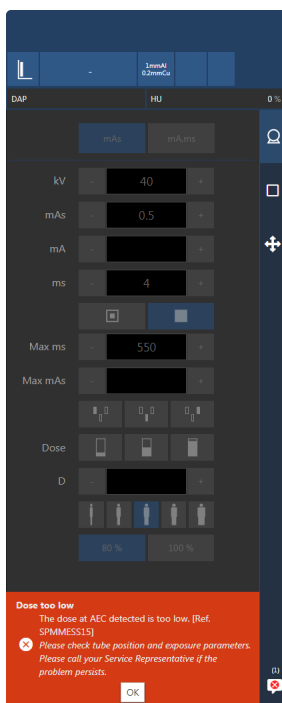 -
1mmAl
0.2mmCu
DAP HU 0 %
mAs mA.ms
kV - 40 +
mAs - 0.5 +
mA - +
ms - 4 +
Max ms - 550 +
Max mAs - +
Dose
D - +
80 % 100 %
Dose too low
The dose at AEC detected is too low. [Ref.
SPMMESS15]
Please check tube position and exposure parameters.
Please call your Service Representative if the
problem persists.
OK
(1)